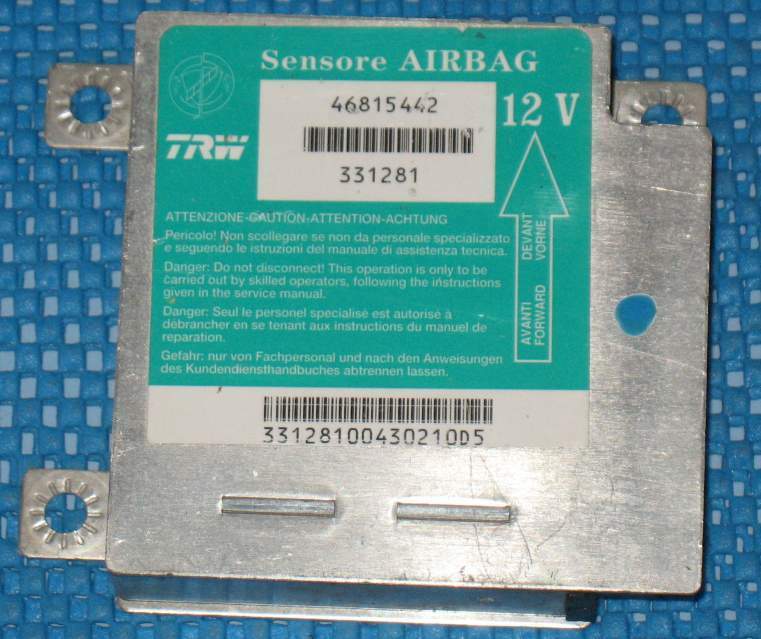 Sensore AIRBAG
46815442
12 V
TRW
331281
ATTENZIONE-CAUTION-ATTENTION-ACHTUNG
Pericolo! Non scollegare se non da personale specializzato
e seguendo le istruzioni del manuale di assistenza tecnica.
Danger: Do not disconnect! This operation is only to be
carried out by skilled operators, following the instructions
given in the service manual.
Danger: Seul le personel specialisé est autorisé à
débrancher en se tenant aux instructions du manuel de
reparation.
Gefahr: nur von Fachpersonal und nach den Anweisungen
des Kundendiensthandbuches abtrennen lassen.
AVANTI DEVANT
FORWARD VORNE
33128100430210D5